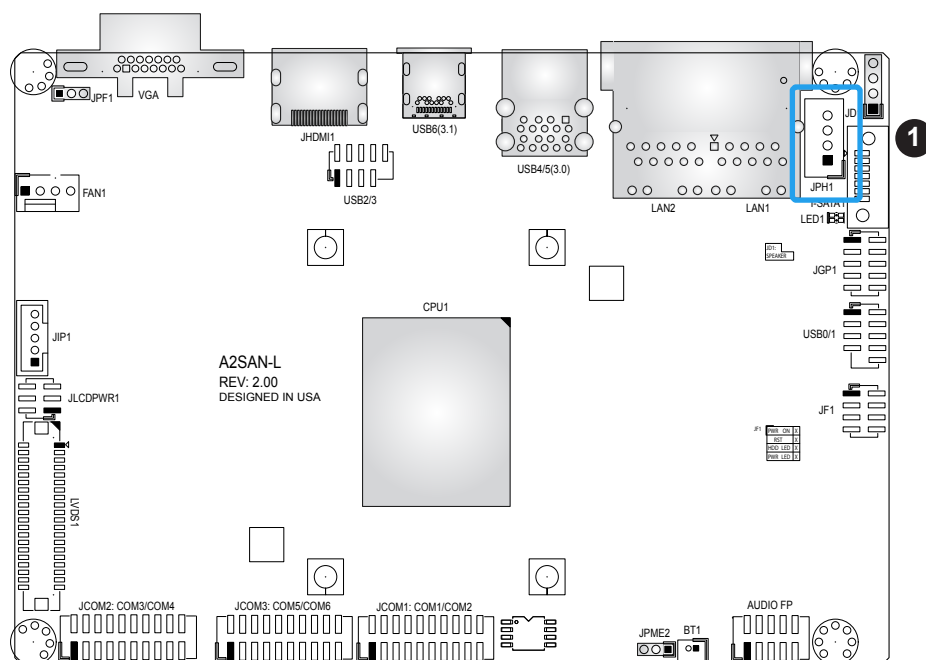 JPF1
VGA
JHDMI1
USB6(3.1)
USB4/5(3.0)
USB2/3
LAN2
LAN1
JPH1
JD
1
I-SATA1
LED1
FAN1
JD1:
SPEAKER
JGP1
CPU1
USB0/1
JIP1
A2SAN-L
REV: 2.00
DESIGNED IN USA
JLCDPWR1
JF1
JF1
PWR ON X
RST X
HDD LED X
PWR LED X
LVDS1
JCOM2: COM3/COM4
JCOM3: COM5/COM6
JCOM1: COM1/COM2
JPME2
BT1
AUDIO FP